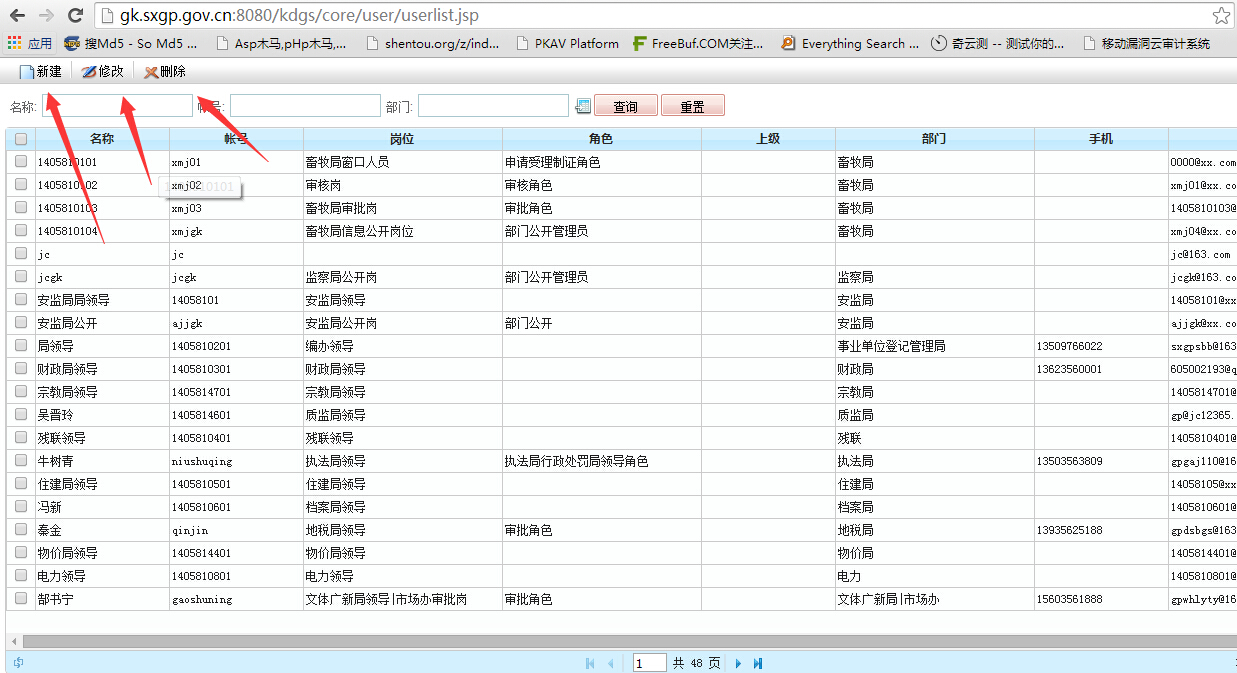 gk.sxgp.gov.cn:8080/kdgs/core/user/userlist.jsp
应用 搜Md5 - So Md5 ... Asp木马,pHp木马,... shentou.org/z/ind... PKAV Platform FreeBuf.COM关注... Everything Search ... 奇云测 -- 测试你的... 移动漏洞云审计系统
新建 修改 删除
名称: 帐号: 部门: 查询 重置
名称 帐号 岗位 角色 上级 部门 手机
1405810101 xmj01 畜牧局窗口人员 申请受理制证角色 畜牧局 0000@xx.com
1405810102 xmj02 审核岗 审核角色 畜牧局 xmj01@xx.co
1405810103 xmj03 畜牧局审批岗 审批角色 畜牧局 1405810103@
1405810104 xmjgk 畜牧局信息公开岗位 部门公开管理员 畜牧局 xmj04@xx.co
jc jc jc@163.com
jcgk jcgk 监察局公开岗 部门公开管理员 监察局 jcgk@163.co
安监局局领导 14058101 安监局领导 安监局 14058101@xx
安监局公开 ajjgk 安监局公开岗 部门公开 安监局 ajjgk@xx.co
局领导 1405810201 编办领导 事业单位登记管理局 13509766022 sxgpsbb@163
财政局领导 1405810301 财政局领导 财政局 13623560001 605002193@q
宗教局领导 1405814701 宗教局领导 宗教局 1405814701@
吴晋玲 1405814601 质监局领导 质监局 gp@jc12365.
残联领导 1405810401 残联领导 残联 1405810401@
牛树青 niushuqing 执法局领导 执法局行政处罚局领导角色 执法局 13503563809 gpgaj110@16
住建局领导 1405810501 住建局领导 住建局 14058105@xx
冯新 1405810601 档案局领导 档案局 1405810601@
秦金 qinjin 地税局领导 审批角色 地税局 13935625188 gpdsbgs@163
物价局领导 1405814401 物价局领导 物价局 1405814401@
电力领导 1405810801 电力领导 电力 1405810801@
郜书宁 gaoshuning 文体广新局领导|市场办审批岗 审批角色 文体广新局|市场办 15603561888 gpwhlyty@16
1 共 48 页